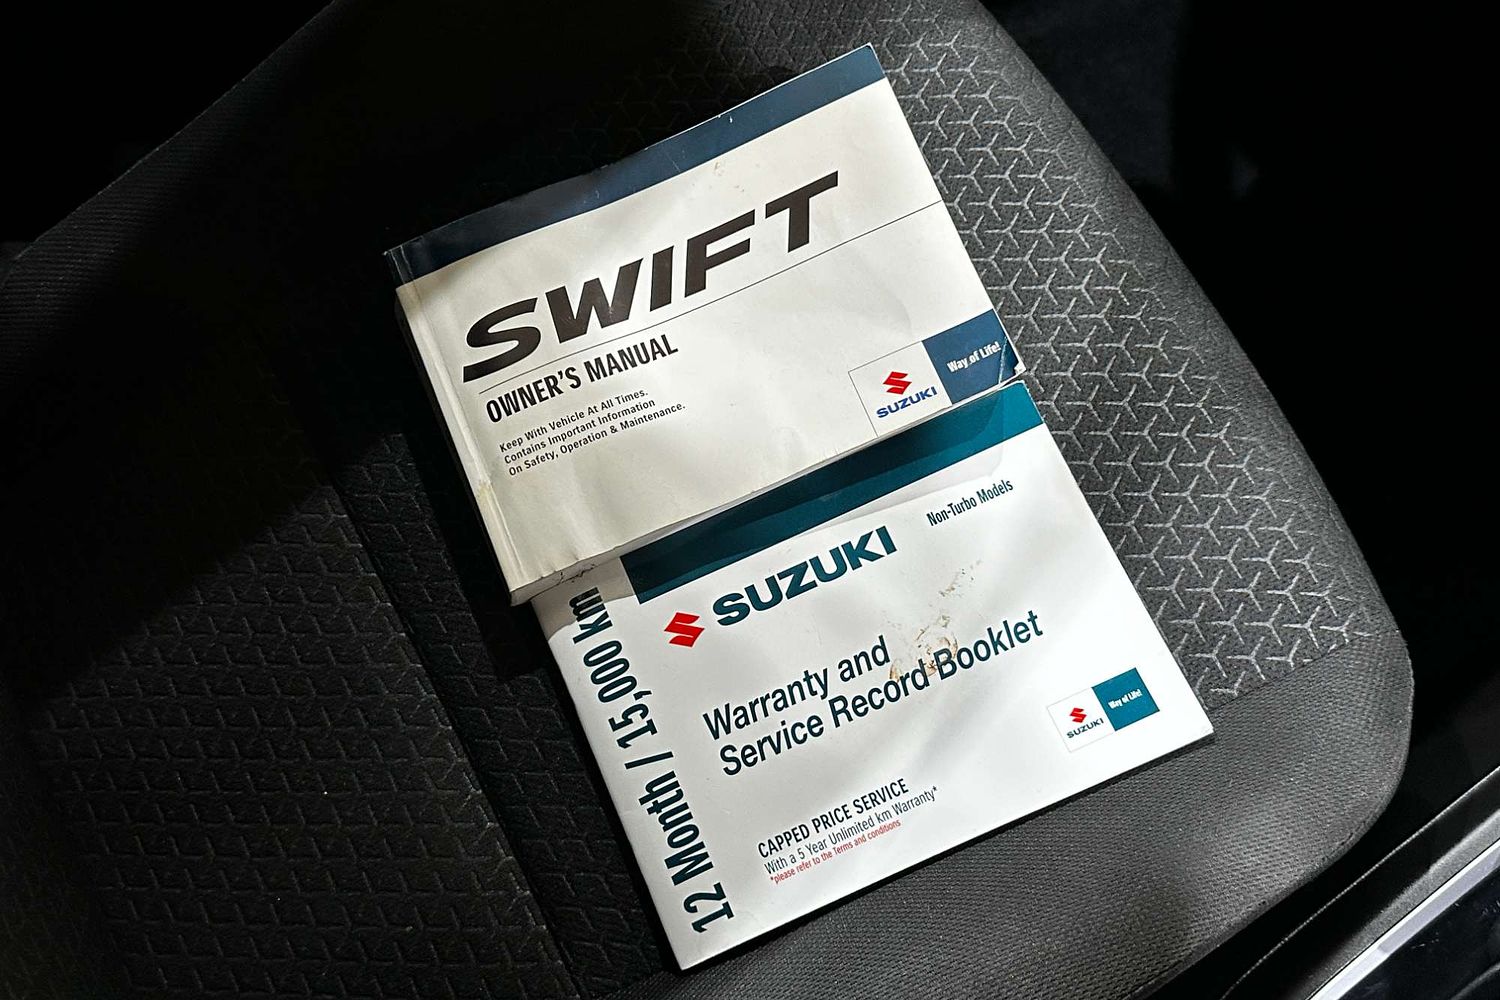 SWIFT
OWNER'S MANUAL
Keep With Vehicle At All Times.
Contains Important Information
On Safety, Operation & Maintenance.
SUZUKI
Way of Life!
Non-Turbo Models
SUZUKI
Warranty and
Service Record Booklet
12 Month / 15,000 km
CAPPED PRICE SERVICE
With a 5 Year Unlimited km Warranty*
*please refer to the Terms and conditions
SUZUKI
Way of Life!